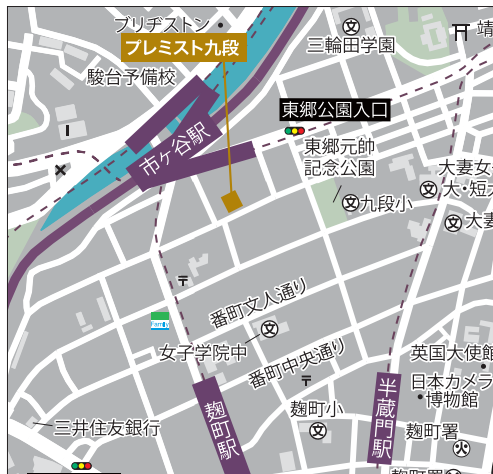 ブリヂストン
プレミスト九段
駿台予備校
三輪田学園
靖
東郷公園入口
市ヶ谷駅
東郷元帥
記念公園
大妻女子
大・短大
九段小
大妻
〒
Family
番町文人通り
女子学院中
番町中央通り
〒
英国大使館
日本カメラ
博物館
麹町駅
麹町小
半蔵門駅
麹町署
三井住友銀行